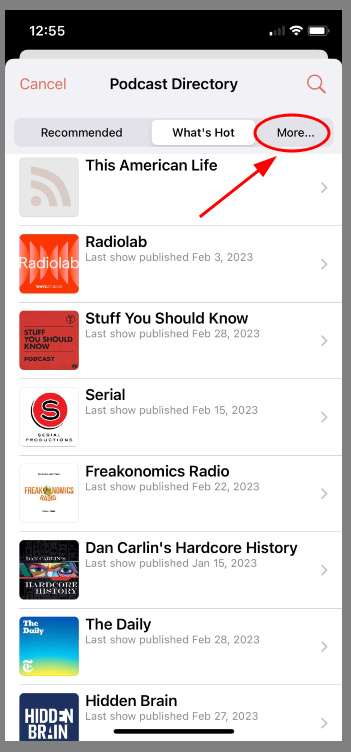 12:55
Cancel
Podcast Directory
Recommended
What's Hot
More...
This American Life
Radiolab
WNYC STUDIOS
Radiolab
Last show published Feb 3, 2023
STUFF
YOU SHOULD
KNOW
PODCAST
Stuff You Should Know
Last show published Feb 28, 2023
S
SERIAL
PRODUCTIONS
Serial
Last show published Feb 15, 2023
FREAKONOMICS
RADIO
Freakonomics Radio
Last show published Feb 22, 2023
DAN CARLIN'S
HARDCORE
HISTORY
Dan Carlin's Hardcore History
Last show published Jan 15, 2023
The
Daily
The Daily
Last show published Feb 28, 2023
HIDDEN
BRAIN
Hidden Brain
Last show published Feb 27, 2023